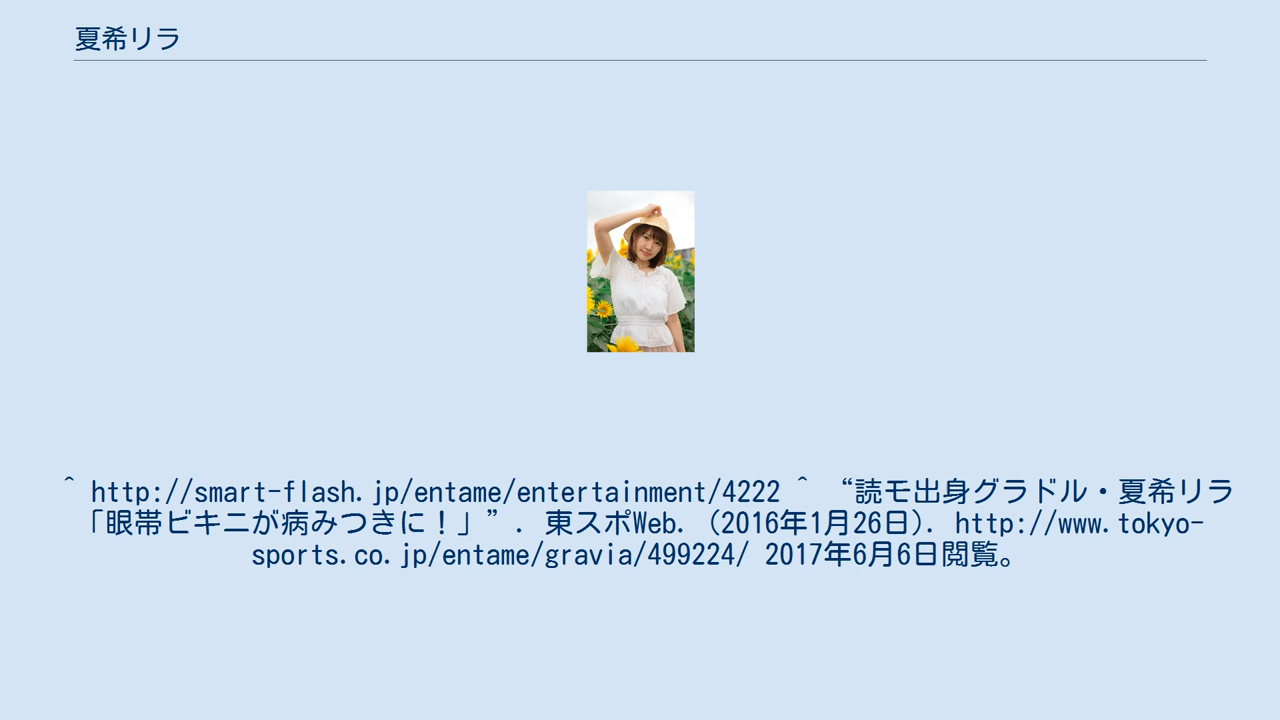 夏希リラ
^ http://smart-flash.jp/entame/entertainment/4222 ^ “読モ出身グラドル・夏希リラ
「眼帯ビキニが病みつきに！」”. 東スポWeb. (2016年1月26日). http://www.tokyo-
sports.co.jp/entame/gravia/499224/ 2017年6月6日閲覧。